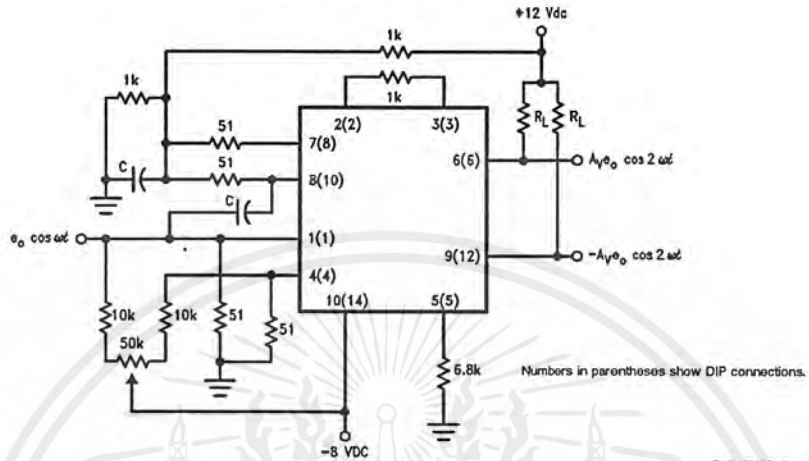 +12 Vdc
1k
1k
1k
R_L
R_L
51
2(2)
3(3)
7(8)
6(6)
A_V e_o cos 2 ωt
C
51
8(10)
C
e_o cos ωt
1(1)
9(12)
-A_V e_o cos 2 ωt
4(4)
10k
10k
51
51
10(14)
5(5)
50k
6.8k
Numbers in parentheses show DIP connections.
-8 VDC